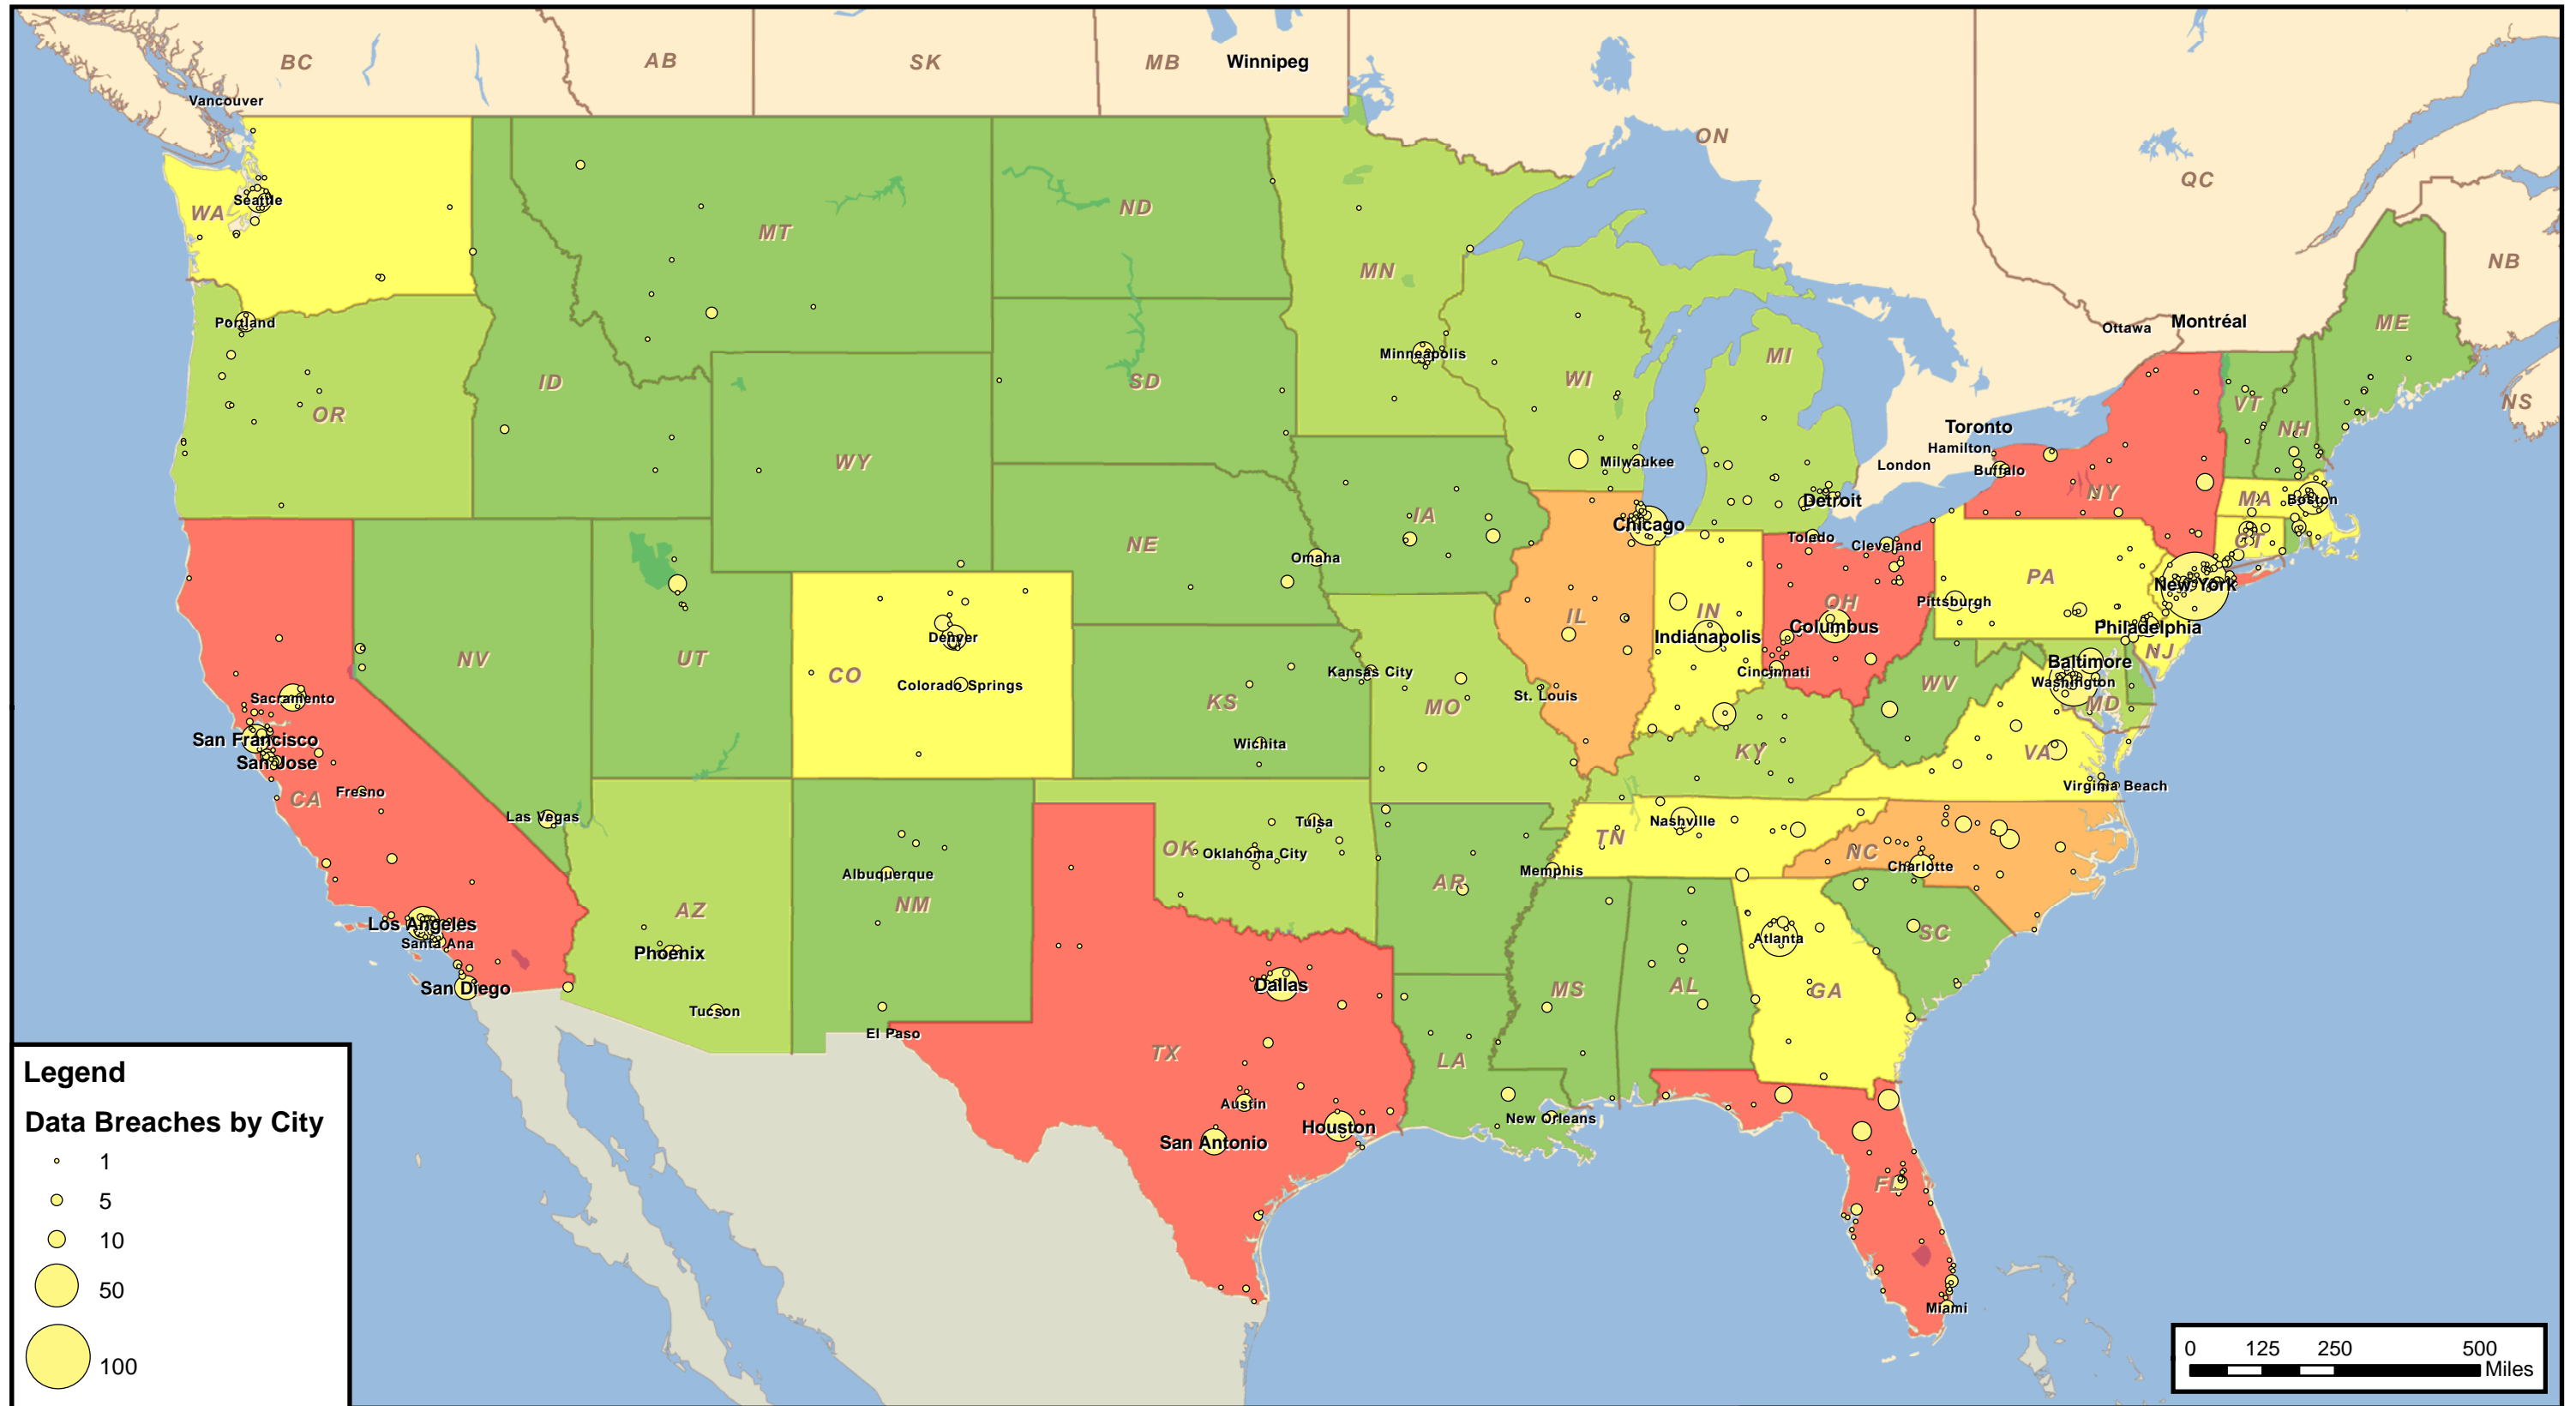 BC
AB
SK
MB
Winnipeg
Vancouver
ON
QC
WA
Seattle
MT
ND
NB
MN
Portland
Ottawa
Montréal
ME
Minneapolis
MI
WI
ID
SD
OR
VT
NS
NH
Toronto
Hamilton
London
Buffalo
WY
Milwaukee
Detroit
NY
MA
Boston
IA
Chicago
Toledo
Cleveland
CT
NE
Omaha
PA
New York
Pittsburgh
OH
IL
IN
Indianapolis
Columbus
Philadelphia
NJ
Denver
NV
UT
CO
Colorado Springs
Kansas City
Cincinnati
Baltimore
Washington
WV
MD
Sacramento
KS
MO
St. Louis
San Francisco
San Jose
Wichita
KY
VA
Virginia Beach
CA
Fresno
Las Vegas
Tulsa
Nashville
TN
OK
Oklahoma City
NC
Charlotte
Albuquerque
Memphis
AR
NM
AZ
Los Angeles
Santa Ana
Phoenix
Atlanta
SC
San Diego
Dallas
MS
AL
GA
Tucson
El Paso
TX
LA
Austin
New Orleans
Houston
San Antonio
FL
Miami
Legend
Data Breaches by City
1
5
10
50
100
0 125 250 500
Miles